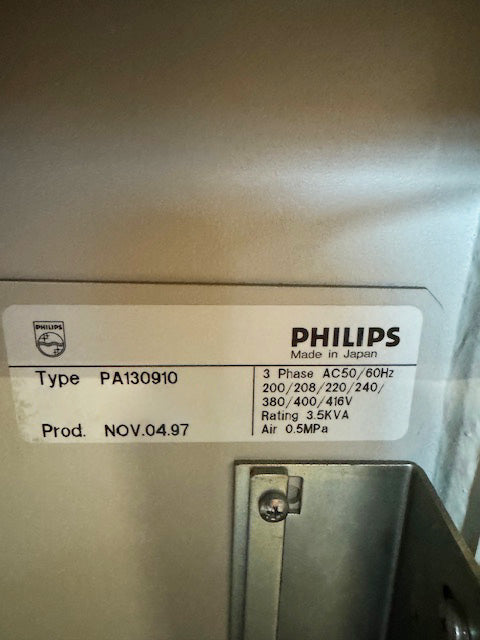 PHILIPS
PHILIPS
Made in Japan
Type PA130910
3 Phase AC50/60Hz
200/208/220/240/
380/400/416V
Rating 3.5KVA
Prod. NOV.04.97
Air 0.5MPa